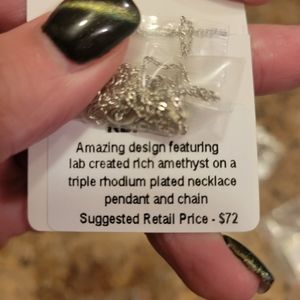 Amazing design featuring
lab created rich amethyst on a
triple rhodium plated necklace
pendant and chain
Suggested Retail Price - $72